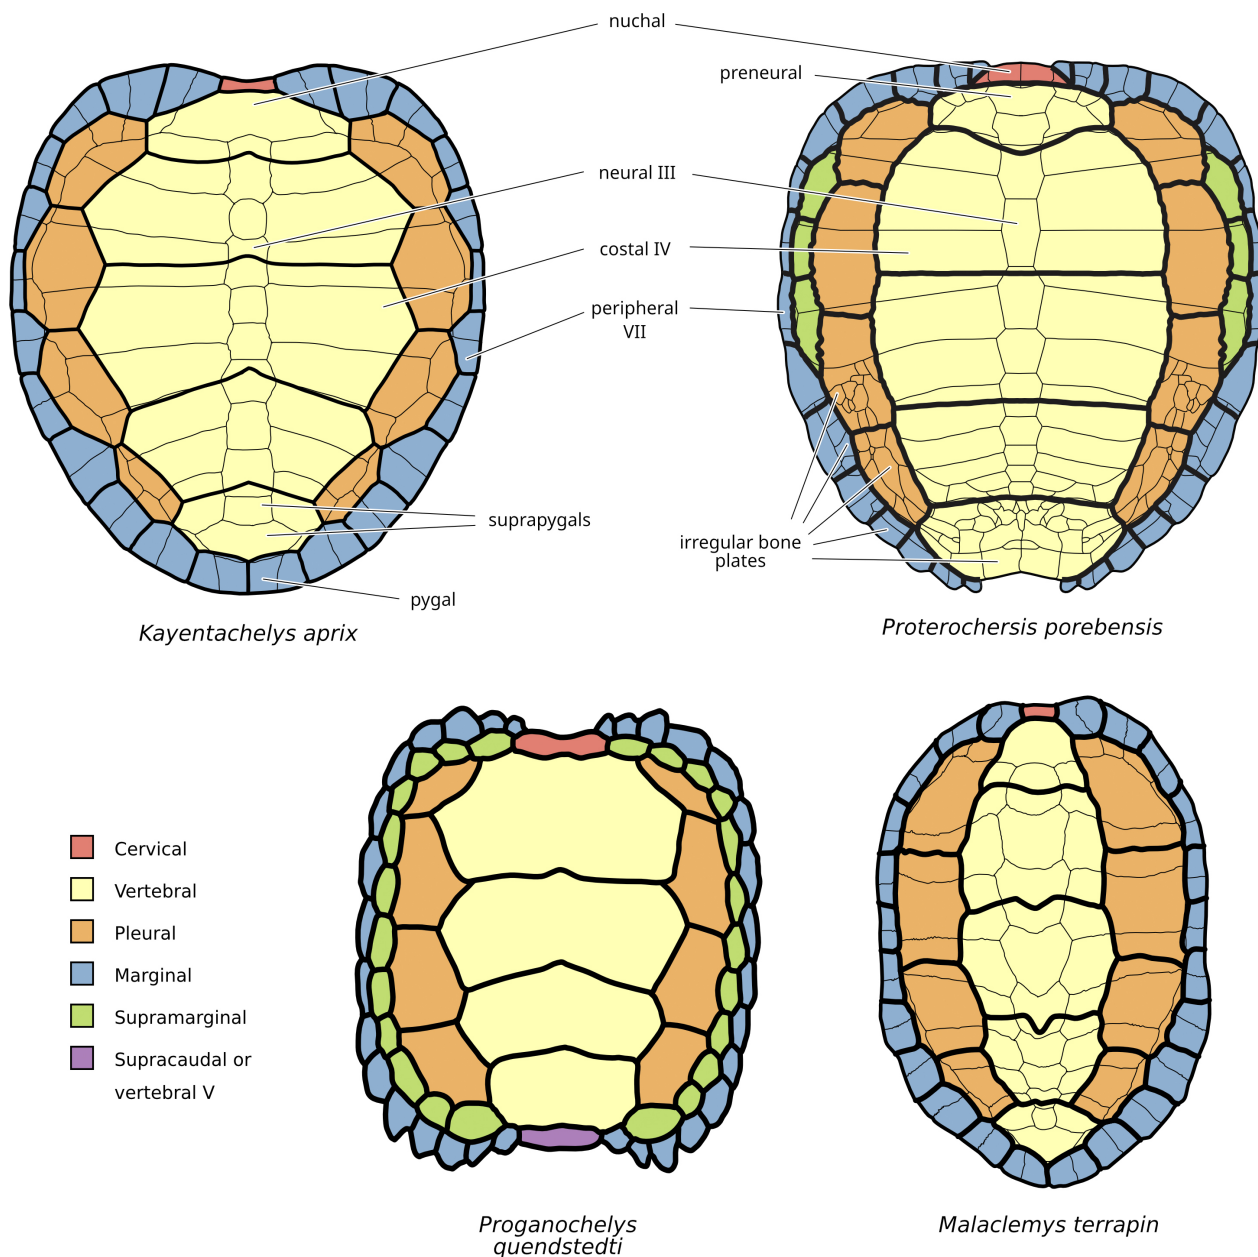 nuchal
preneural
neural III
costal IV
peripheral
VII
suprapygals
irregular bone
plates
pygal
Kayentachelys aprix
Proterochersis porebensis
Cervical
Vertebral
Pleural
Marginal
Supramarginal
Supracaudal or
vertebral V
Proganochelys
quendstedti
Malaclemys terrapin